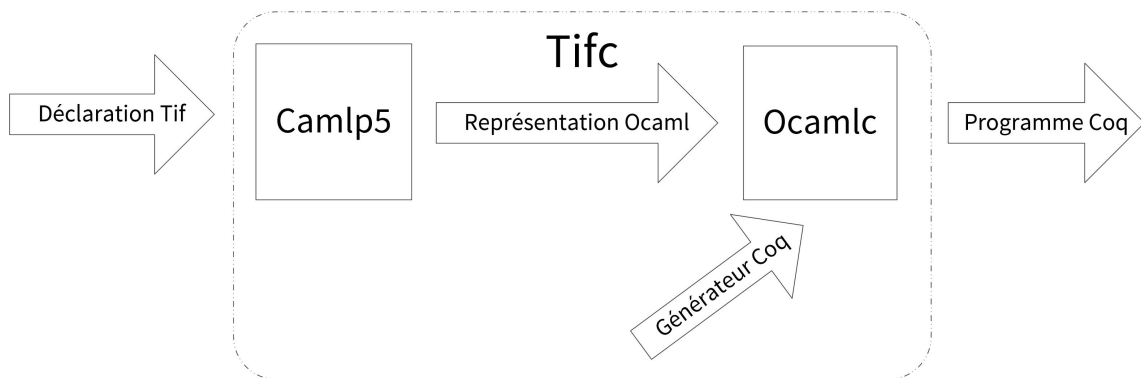 Tifc
Déclaration Tif
Camlp5
Représentation Ocaml
Ocamlc
Programme Coq
Générateur Coq